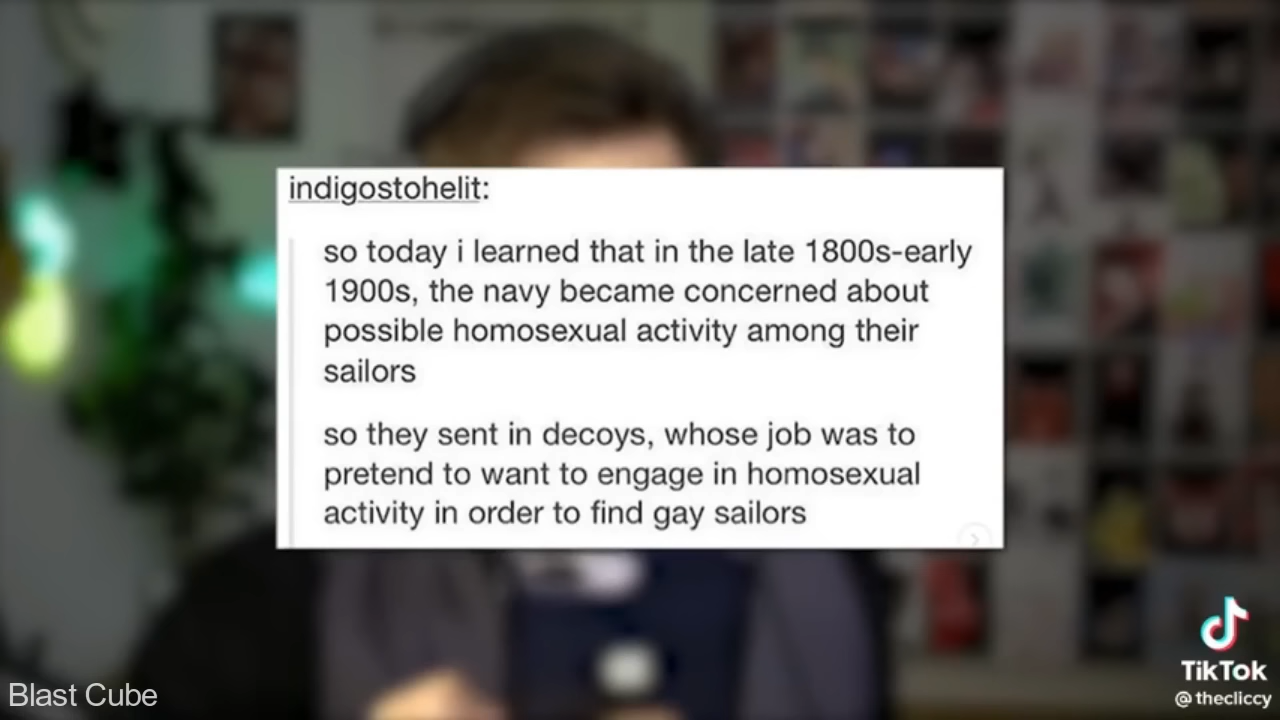 indigostohelit:
so today i learned that in the late 1800s-early
1900s, the navy became concerned about
possible homosexual activity among their
sailors
so they sent in decoys, whose job was to
pretend to want to engage in homosexual
activity in order to find gay sailors
TikTok
@thecliccy
Blast Cube